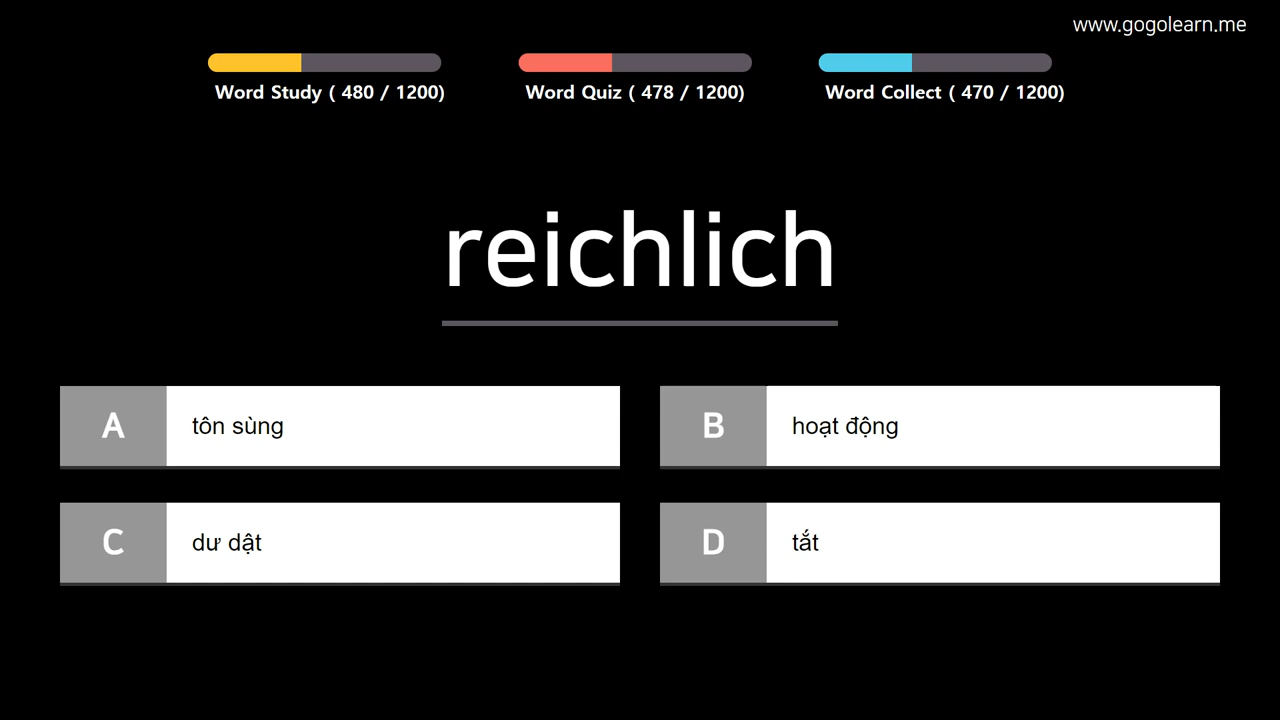 www.gogolearn.me
Word Study ( 480 / 1200)
Word Quiz ( 478 / 1200)
Word Collect ( 470 / 1200)
reichlich
A
tôn sùng
B
hoạt động
C
dư dật
D
tắt